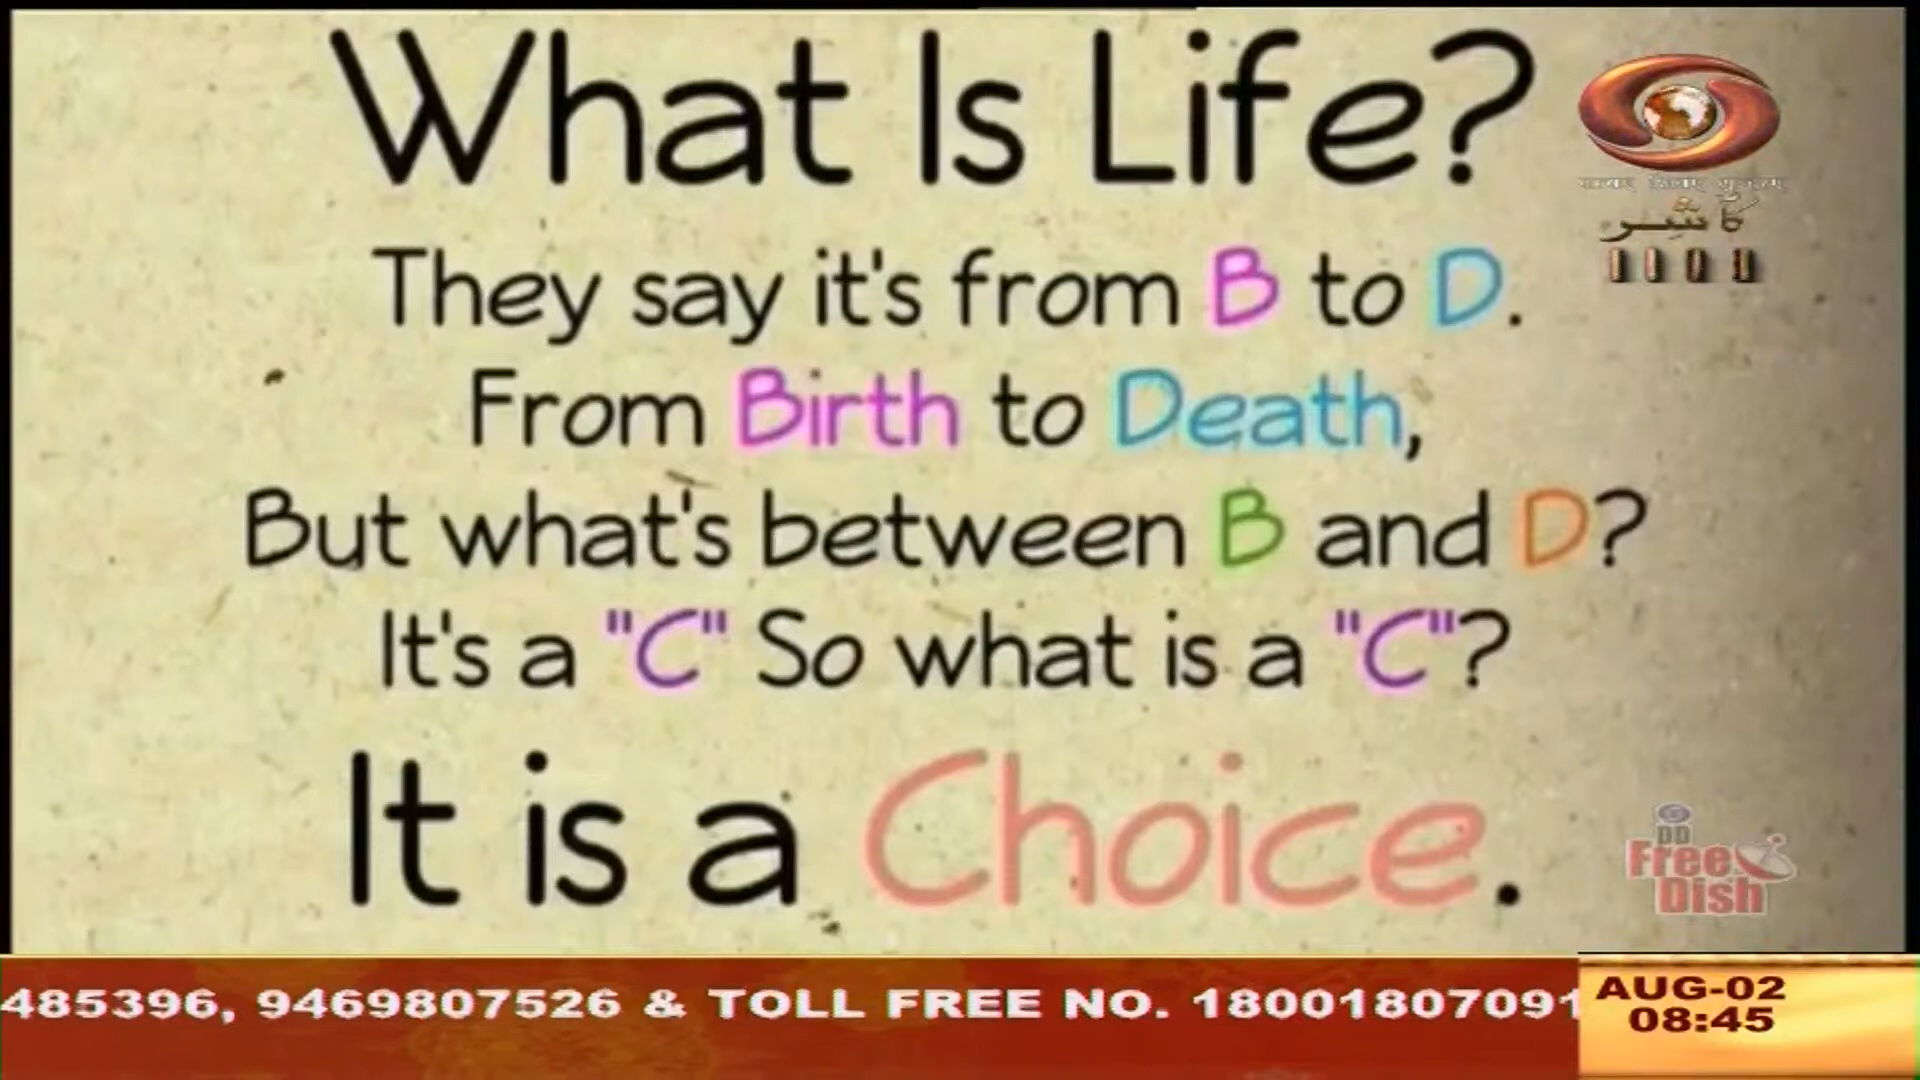 What Is Life?
They say it's from B to D.
From Birth to Death,
But what's between B and D?
It's a "C" So what is a "C"?
It is a Choice.
कॉशुर
کأشُر
DD
Free
Dish
485396, 9469807526 & TOLL FREE NO. 18001807091
AUG-02
08:45